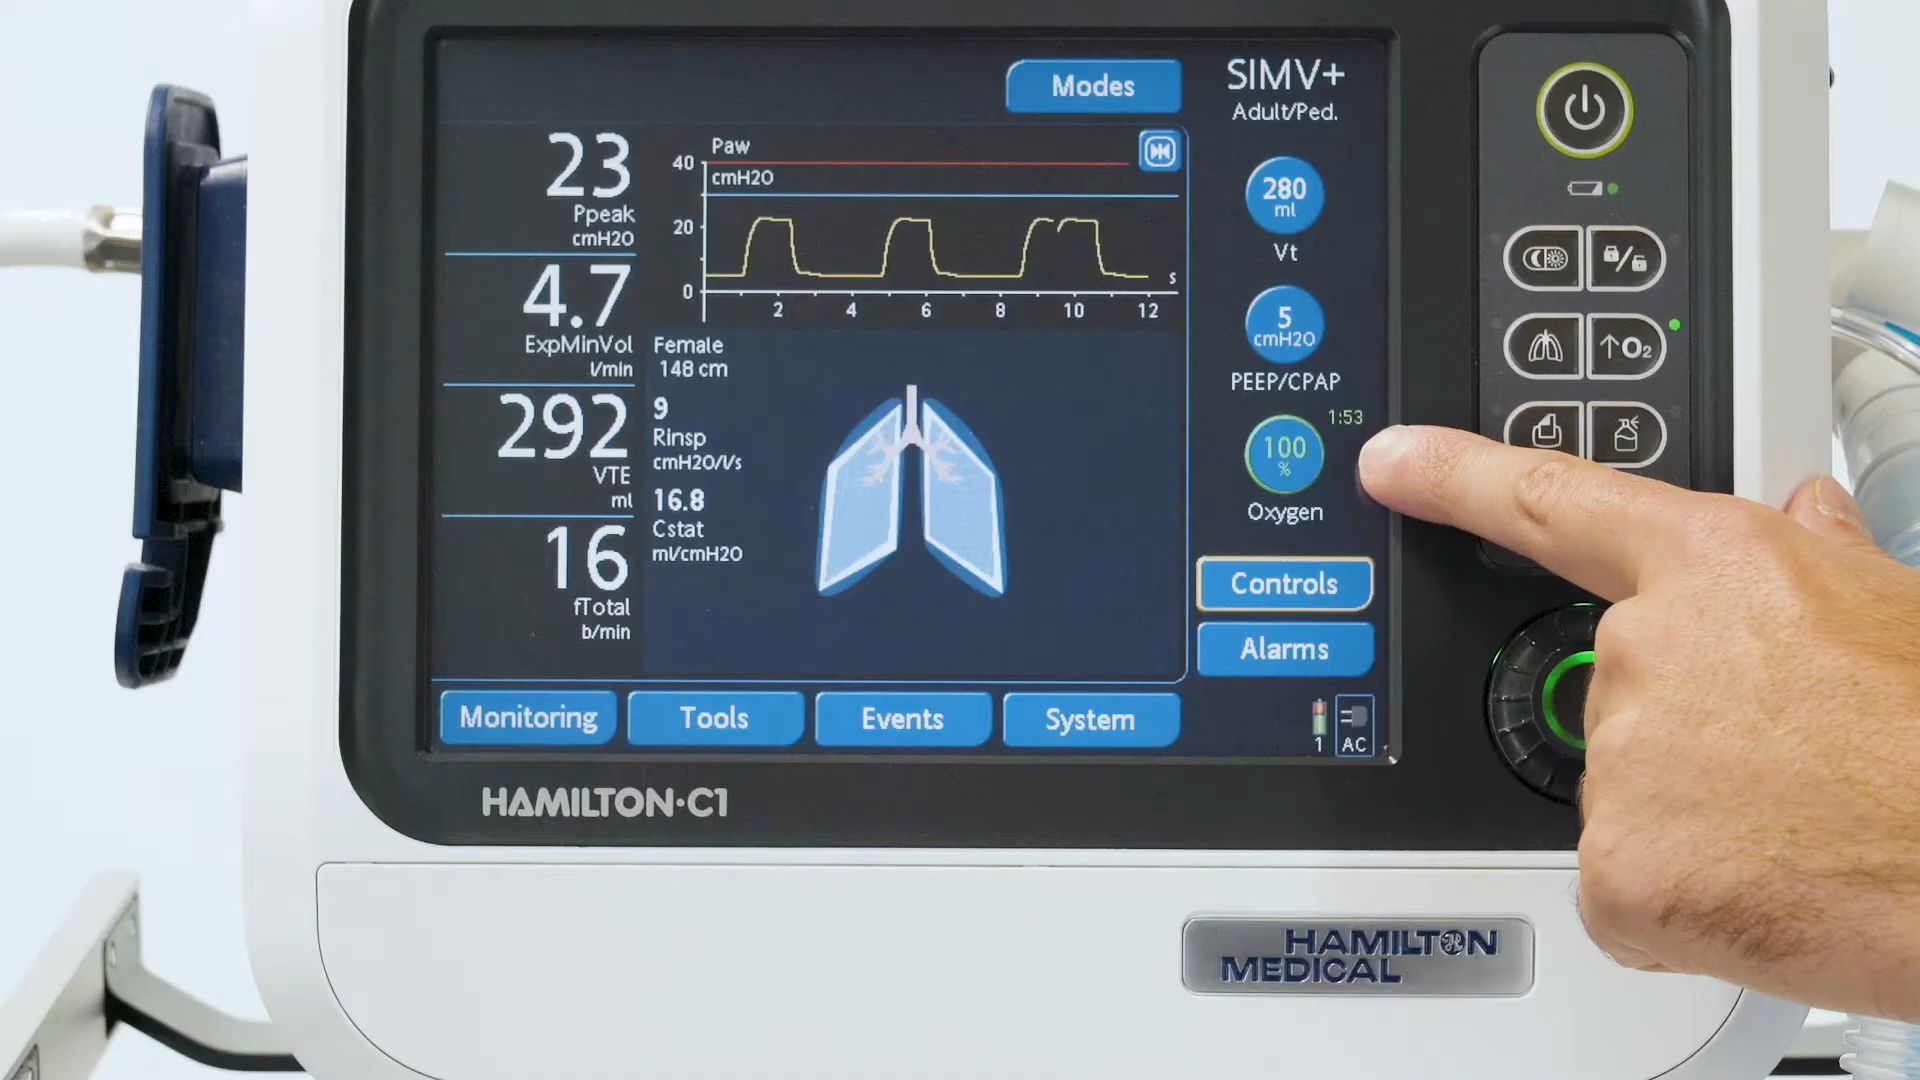 Modes
SIMV+
Adult/Ped.
23
Ppeak
cmH2O
4.7
ExpMinVol
l/min
292
VTE
ml
16
fTotal
b/min
Paw
cmH2O
40
20
0
2 4 6 8 10 12
s
Female
148 cm
9
Rinsp
cmH2O/l/s
16.8
Cstat
ml/cmH2O
280
ml
Vt
5
cmH2O
PEEP/CPAP
1:53
100
%
Oxygen
Controls
Alarms
Monitoring
Tools
Events
System
1
AC
↑O2
HAMILTON·C1
HAMILTON
MEDICAL